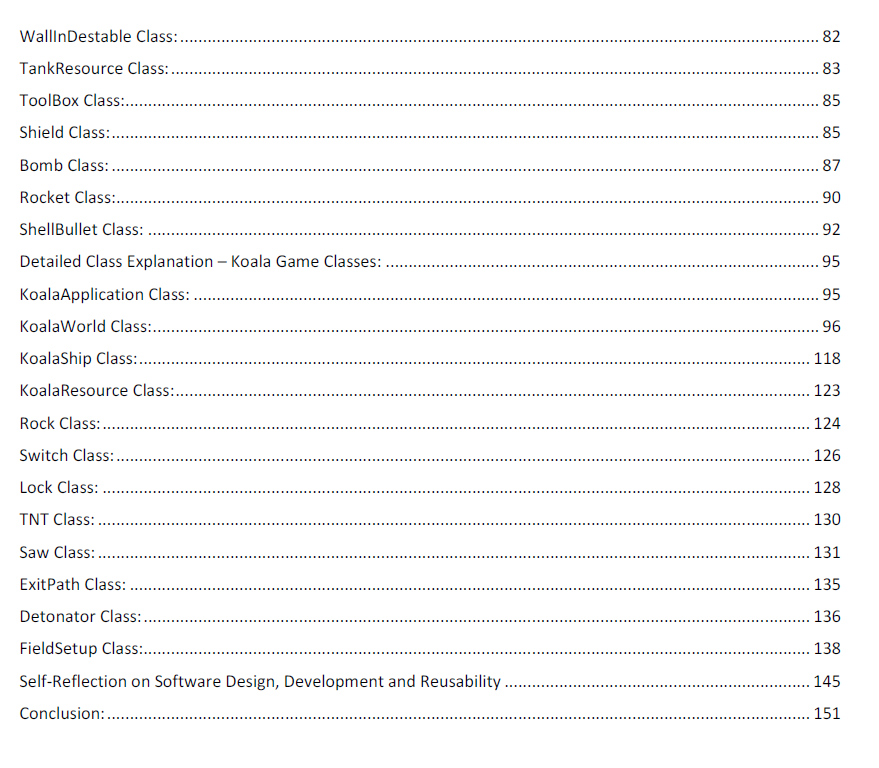 WallInDestable Class: ........ 82
TankResource Class: ........ 83
ToolBox Class: ........ 85
Shield Class: ........ 85
Bomb Class: ........ 87
Rocket Class: ........ 90
ShellBullet Class: ........ 92
Detailed Class Explanation – Koala Game Classes: ........ 95
KoalaApplication Class: ........ 95
KoalaWorld Class: ........ 96
KoalaShip Class: ........ 118
KoalaResource Class: ........ 123
Rock Class: ........ 124
Switch Class: ........ 126
Lock Class: ........ 128
TNT Class: ........ 130
Saw Class: ........ 131
ExitPath Class: ........ 135
Detonator Class: ........ 136
FieldSetup Class: ........ 138
Self-Reflection on Software Design, Development and Reusability ........ 145
Conclusion: ........ 151